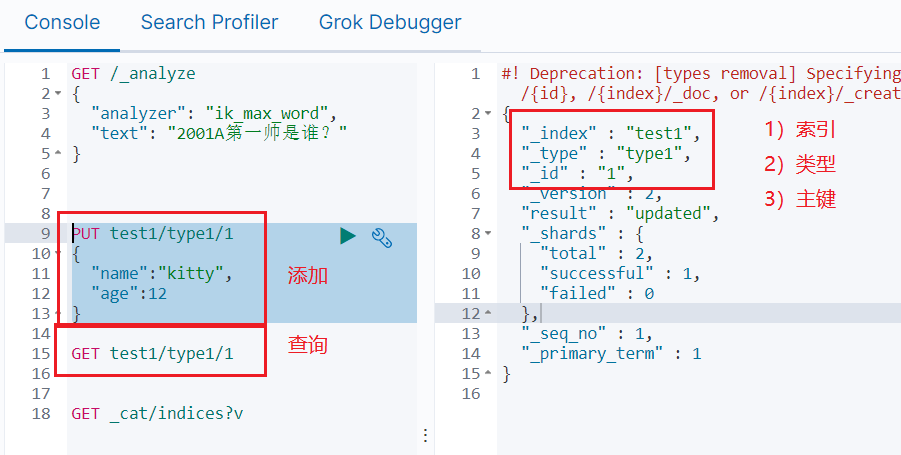 Console Search Profiler Grok Debugger
1 GET /_analyze
2 {
3 "analyzer": "ik_max_word",
4 "text": "2001A第一帅是谁？"
5 }
6
7
8
9 PUT test1/type1/1
10 {
11 "name":"kitty",
12 "age":12
13 }
14
15 GET test1/type1/1
16
17
18 GET _cat/indices?v
添加
查询
1 #! Deprecation: [types removal] Specifying
/{id}, /{index}/_doc, or /{index}/_creat
2 {
3 "_index" : "test1",
4 "_type" : "type1",
5 "_id" : "1",
6 "_version" : 2,
7 "result" : "updated",
8 "_shards" : {
9 "total" : 2,
10 "successful" : 1,
11 "failed" : 0
12 },
13 "_seq_no" : 1,
14 "_primary_term" : 1
15 }
16
1）索引
2）类型
3）主键